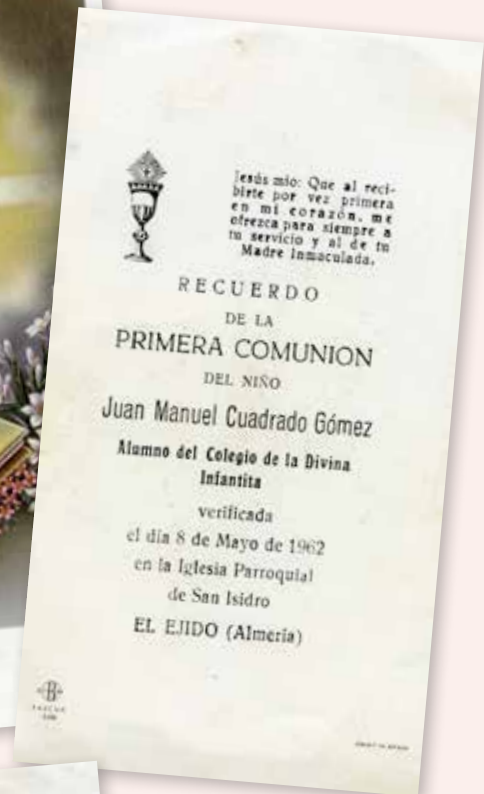 Jesús mio: Que al reci-
birte por vez primera
en mi corazón, me
ofrezca para siempre a
tu servicio y al de tu
Madre Inmaculada.
RECUERDO
DE LA
PRIMERA COMUNION
DEL NIÑO
Juan Manuel Cuadrado Gómez
Alumno del Colegio de la Divina
Infantita
verificada
el día 8 de Mayo de 1962
en la Iglesia Parroquial
de San Isidro
EL EJIDO (Almería)
B